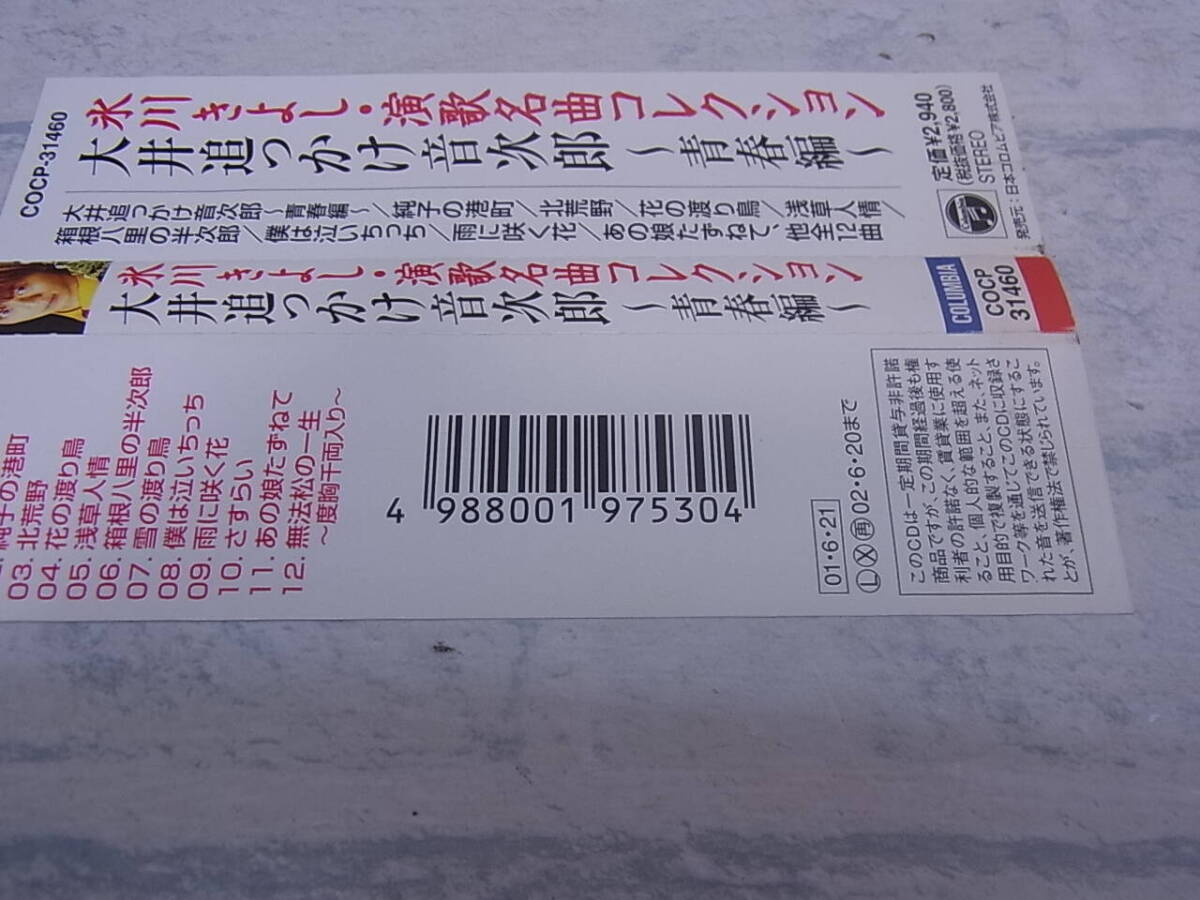 COCP-31460
氷川きよし・演歌名曲コレクション
大井追っかけ音次郎～青春編～
大井追つかけ音次郎～青春編～／純子の港町／北荒野／花の渡り鳥／浅草人情／
箱根八里の半次郎／僕は泣いちっち／雨に咲く花／あの娘たずねて、他全12曲
定価¥2,940
(税抜価格¥2,800)
STEREO
Columbia
発売元：日本コロムビア株式会社
氷川きよし・演歌名曲コレクション
大井追っかけ音次郎～青春編～
COLUMBIA
COCP
31460
純子の港町
03. 北荒野
04. 花の渡り鳥
05. 浅草人情
06. 箱根八里の半次郎
07. 雪の渡り鳥
08. 僕は泣いちっち
09. 雨に咲く花
10. さすらい
11. あの娘たずねて
12. 無法松の一生
～度胸千両入り～
4 988001 975304
01・6・21
Ⓛ Ⓧ ㊢02・6・20まで
このCDは一定期間貸与非許諾
商品ですが、この期間経過後も権
利者の許諾なく、賃貸業に使用す
ること、個人的な範囲を超える使
用目的で複製すること、また、ネット
ワーク等を通じてこのCDに収録さ
れた音を送信できる状態にするこ
とが、著作権法で禁じられています。